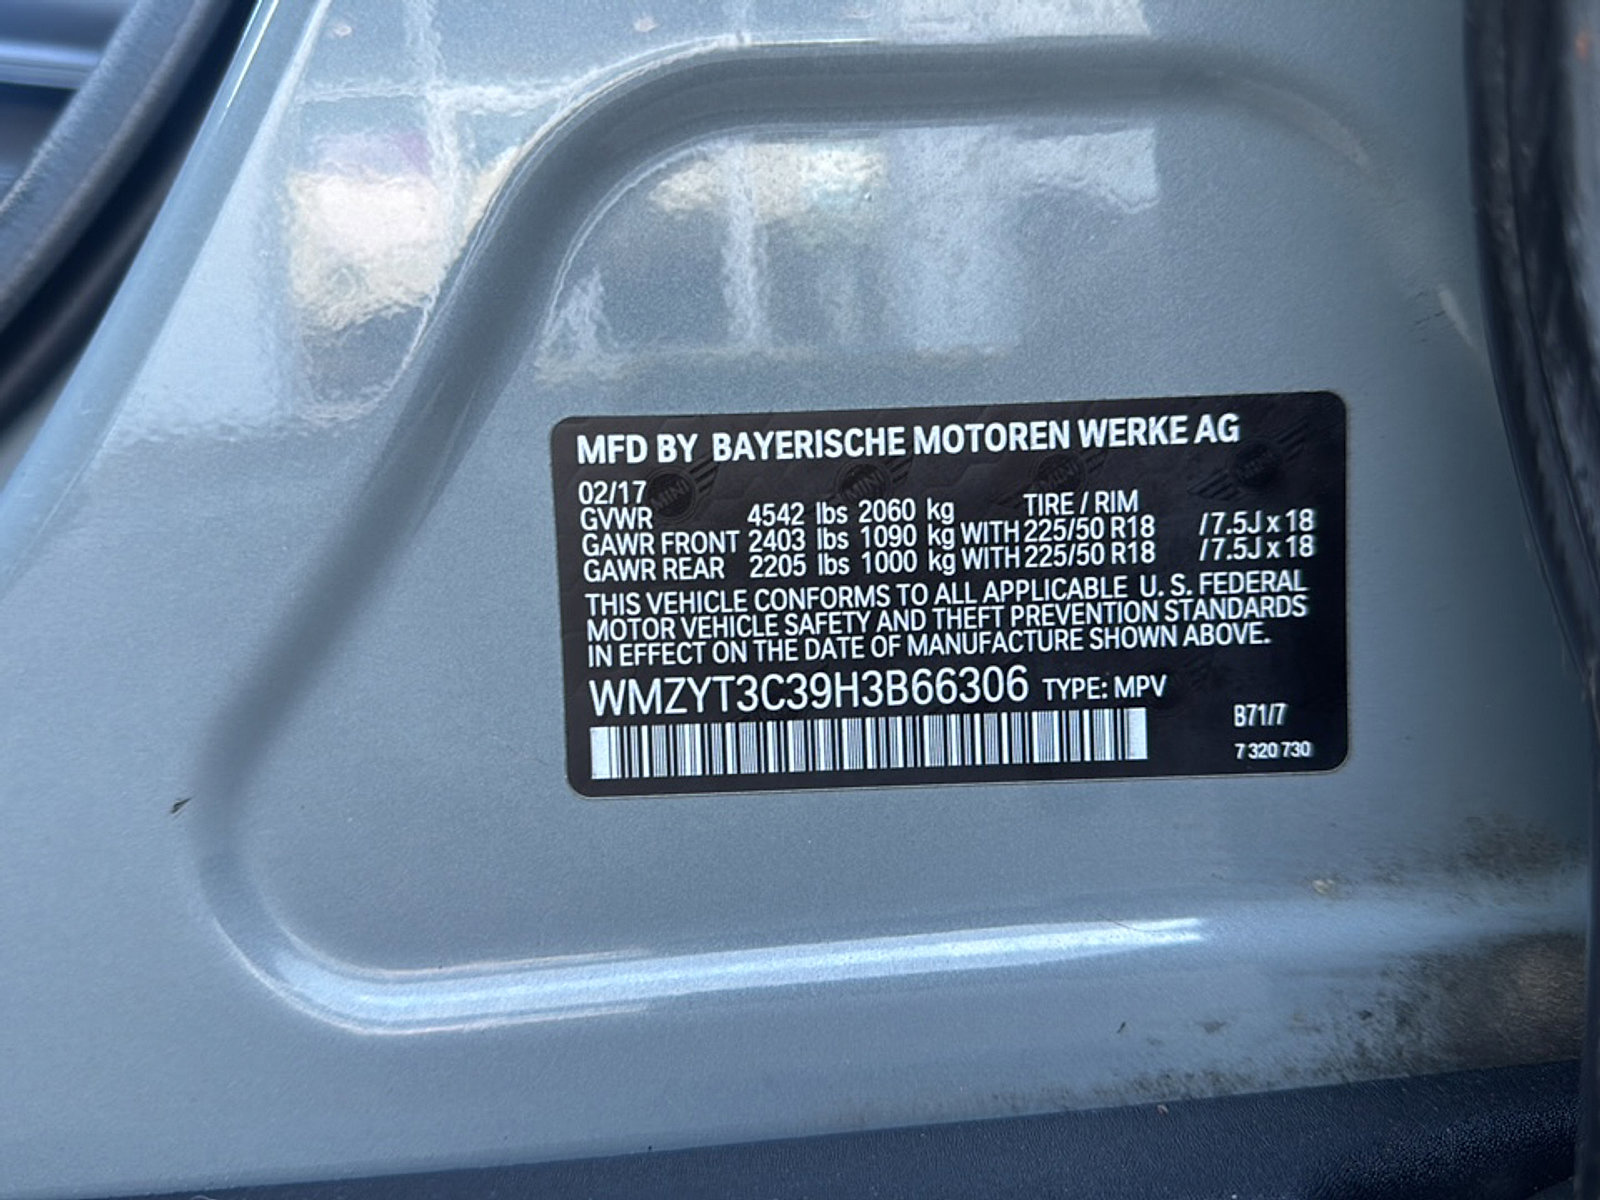 MFD BY BAYERISCHE MOTOREN WERKE AG
02/17
TIRE / RIM
GVWR 4542 lbs 2060 kg
GAWR FRONT 2403 lbs 1090 kg WITH 225/50 R18 / 7.5J x 18
GAWR REAR 2205 lbs 1000 kg WITH 225/50 R18 / 7.5J x 18
THIS VEHICLE CONFORMS TO ALL APPLICABLE U. S. FEDERAL
MOTOR VEHICLE SAFETY AND THEFT PREVENTION STANDARDS
IN EFFECT ON THE DATE OF MANUFACTURE SHOWN ABOVE.
WMZYT3C39H3B66306 TYPE: MPV
B71/7
7 320 730
MINI
MINI
MINI